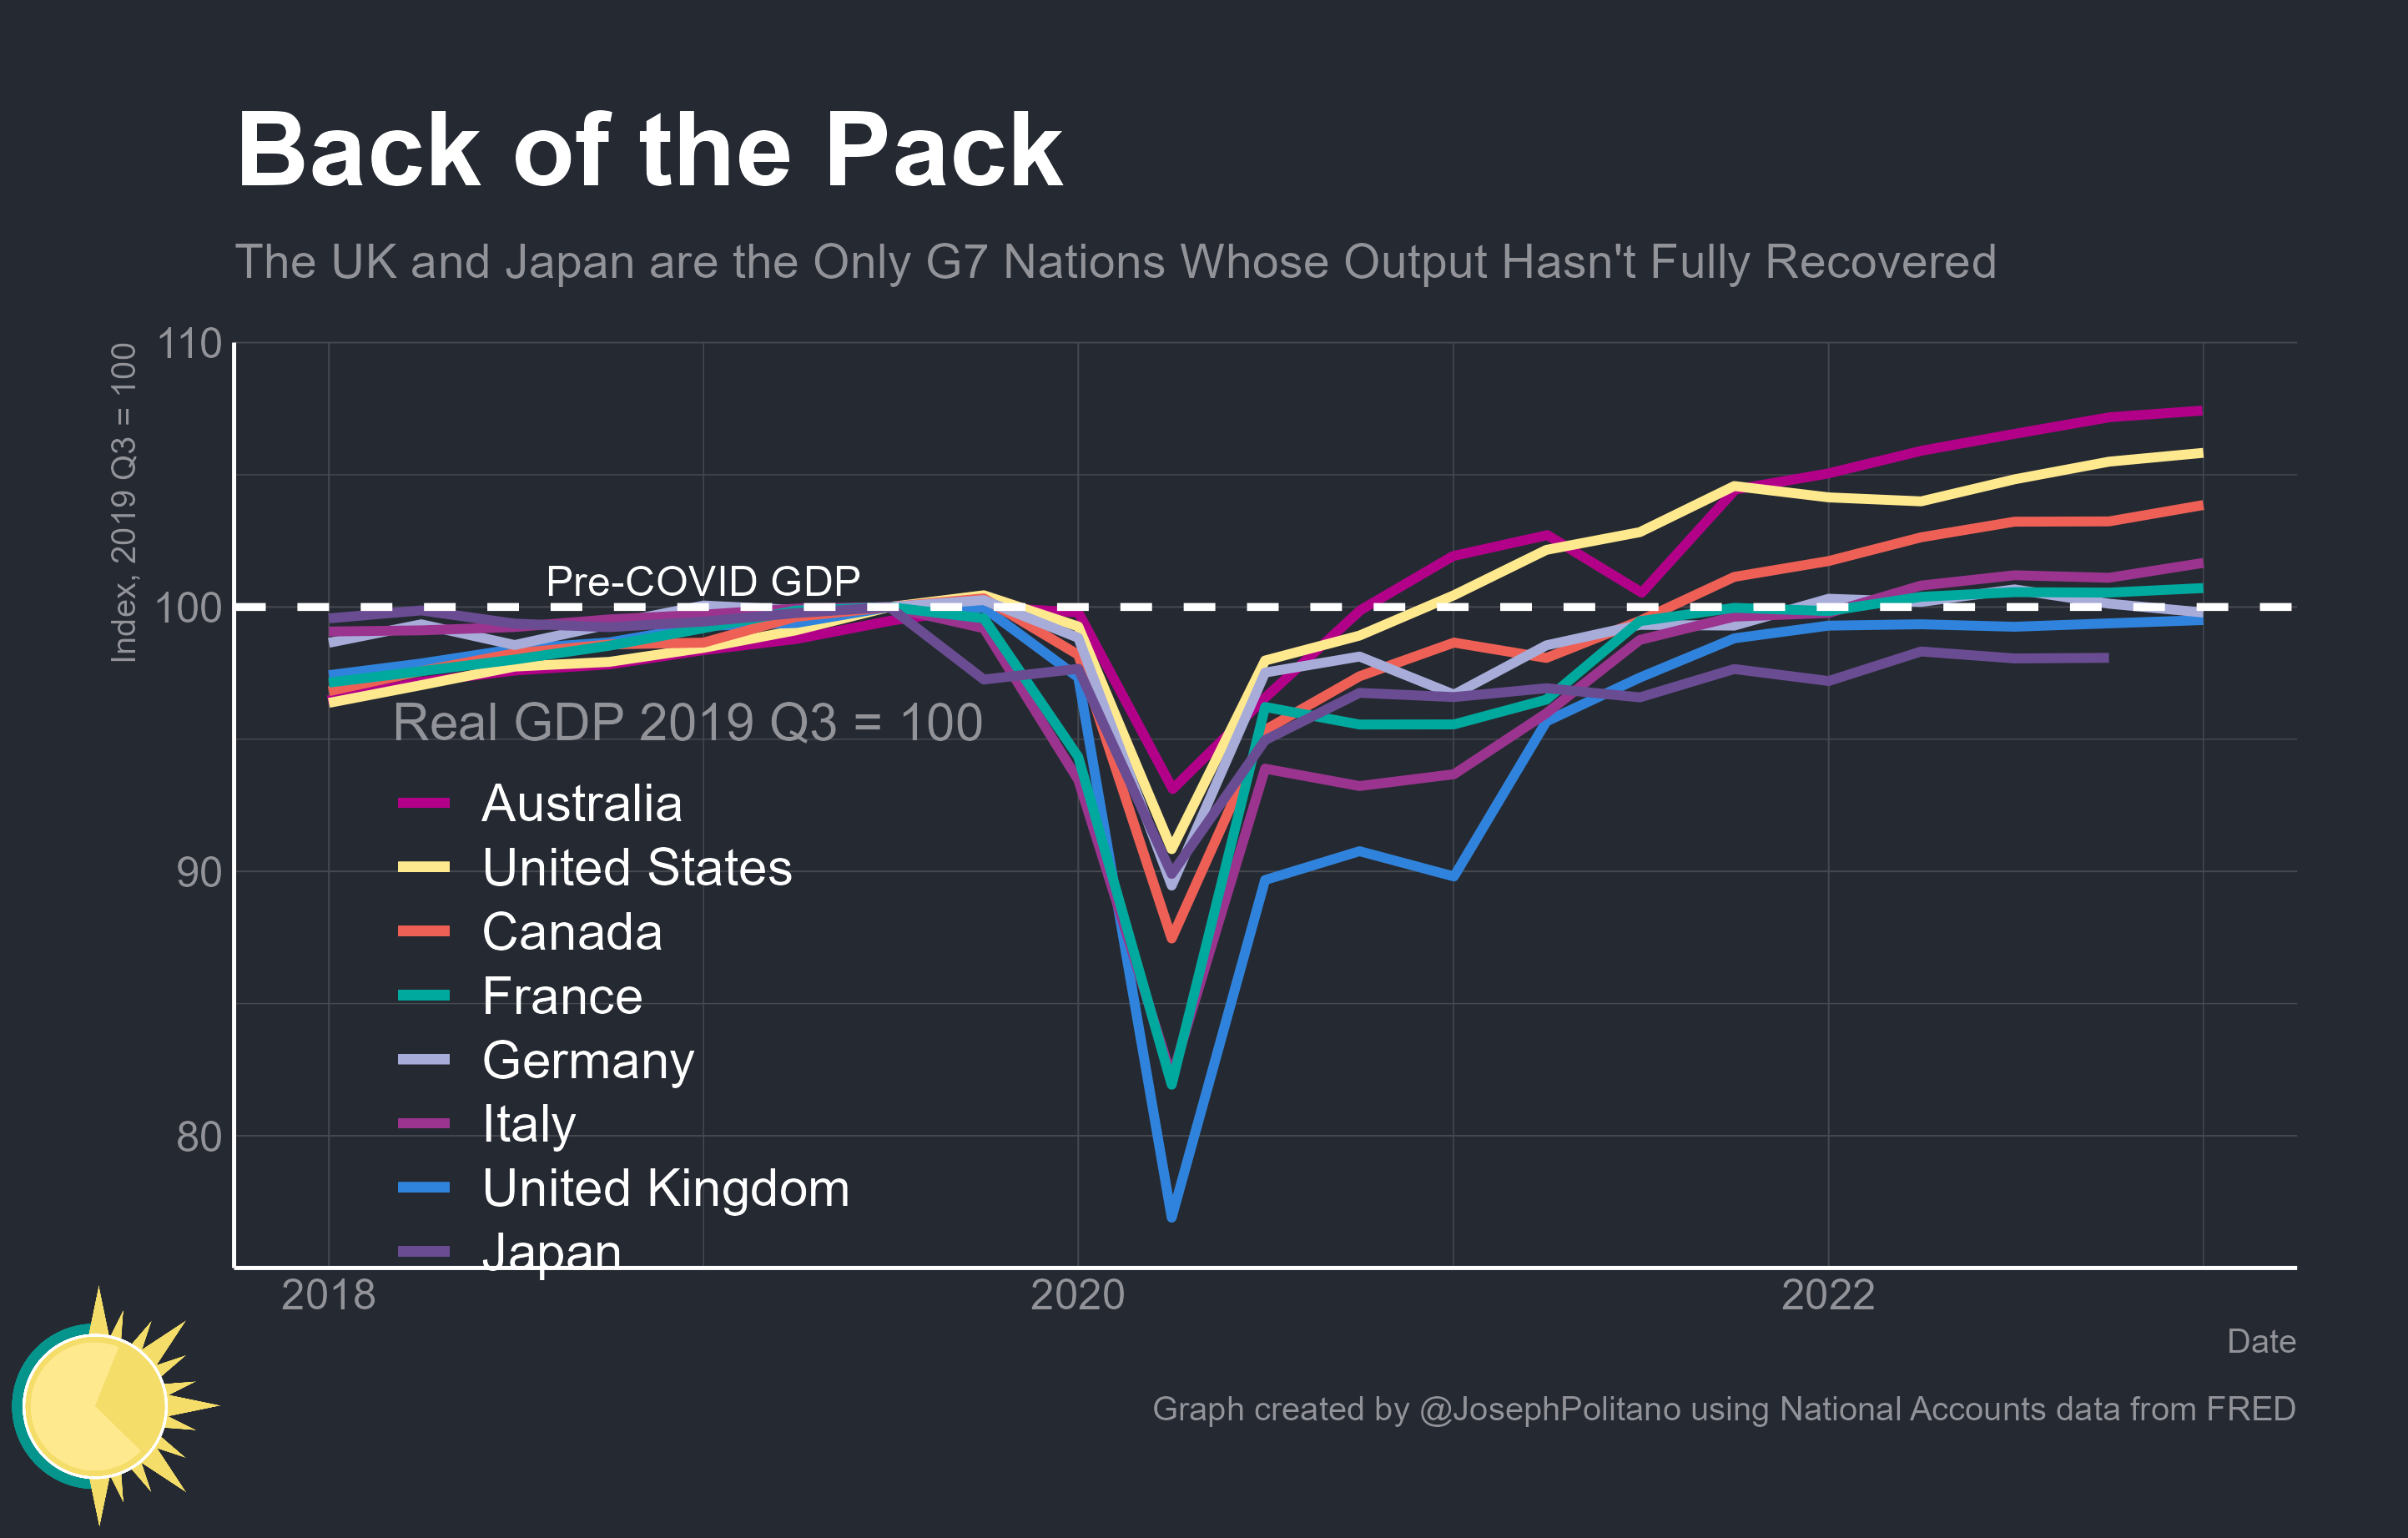 Back of the Pack
The UK and Japan are the Only G7 Nations Whose Output Hasn't Fully Recovered
Index, 2019 Q3 = 100
110
100
90
80
Pre-COVID GDP
Real GDP 2019 Q3 = 100
Australia
United States
Canada
France
Germany
Italy
United Kingdom
Japan
2018
2020
2022
Date
Graph created by @JosephPolitano using National Accounts data from FRED